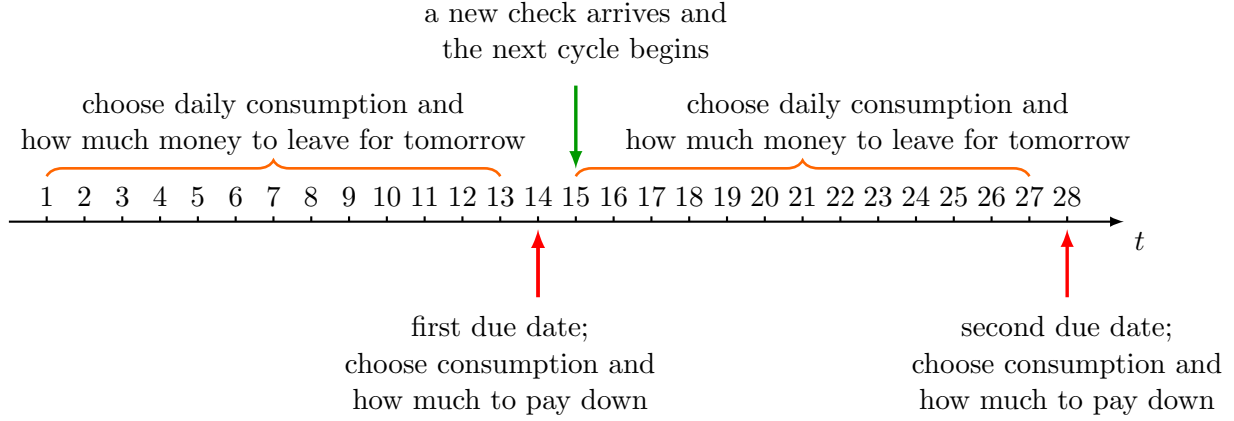 a new check arrives and
the next cycle begins
choose daily consumption and
how much money to leave for tomorrow
choose daily consumption and
how much money to leave for tomorrow
1 2 3 4 5 6 7 8 9 10 11 12 13 14 15 16 17 18 19 20 21 22 23 24 25 26 27 28
t
first due date;
choose consumption and
how much to pay down
second due date;
choose consumption and
how much to pay down